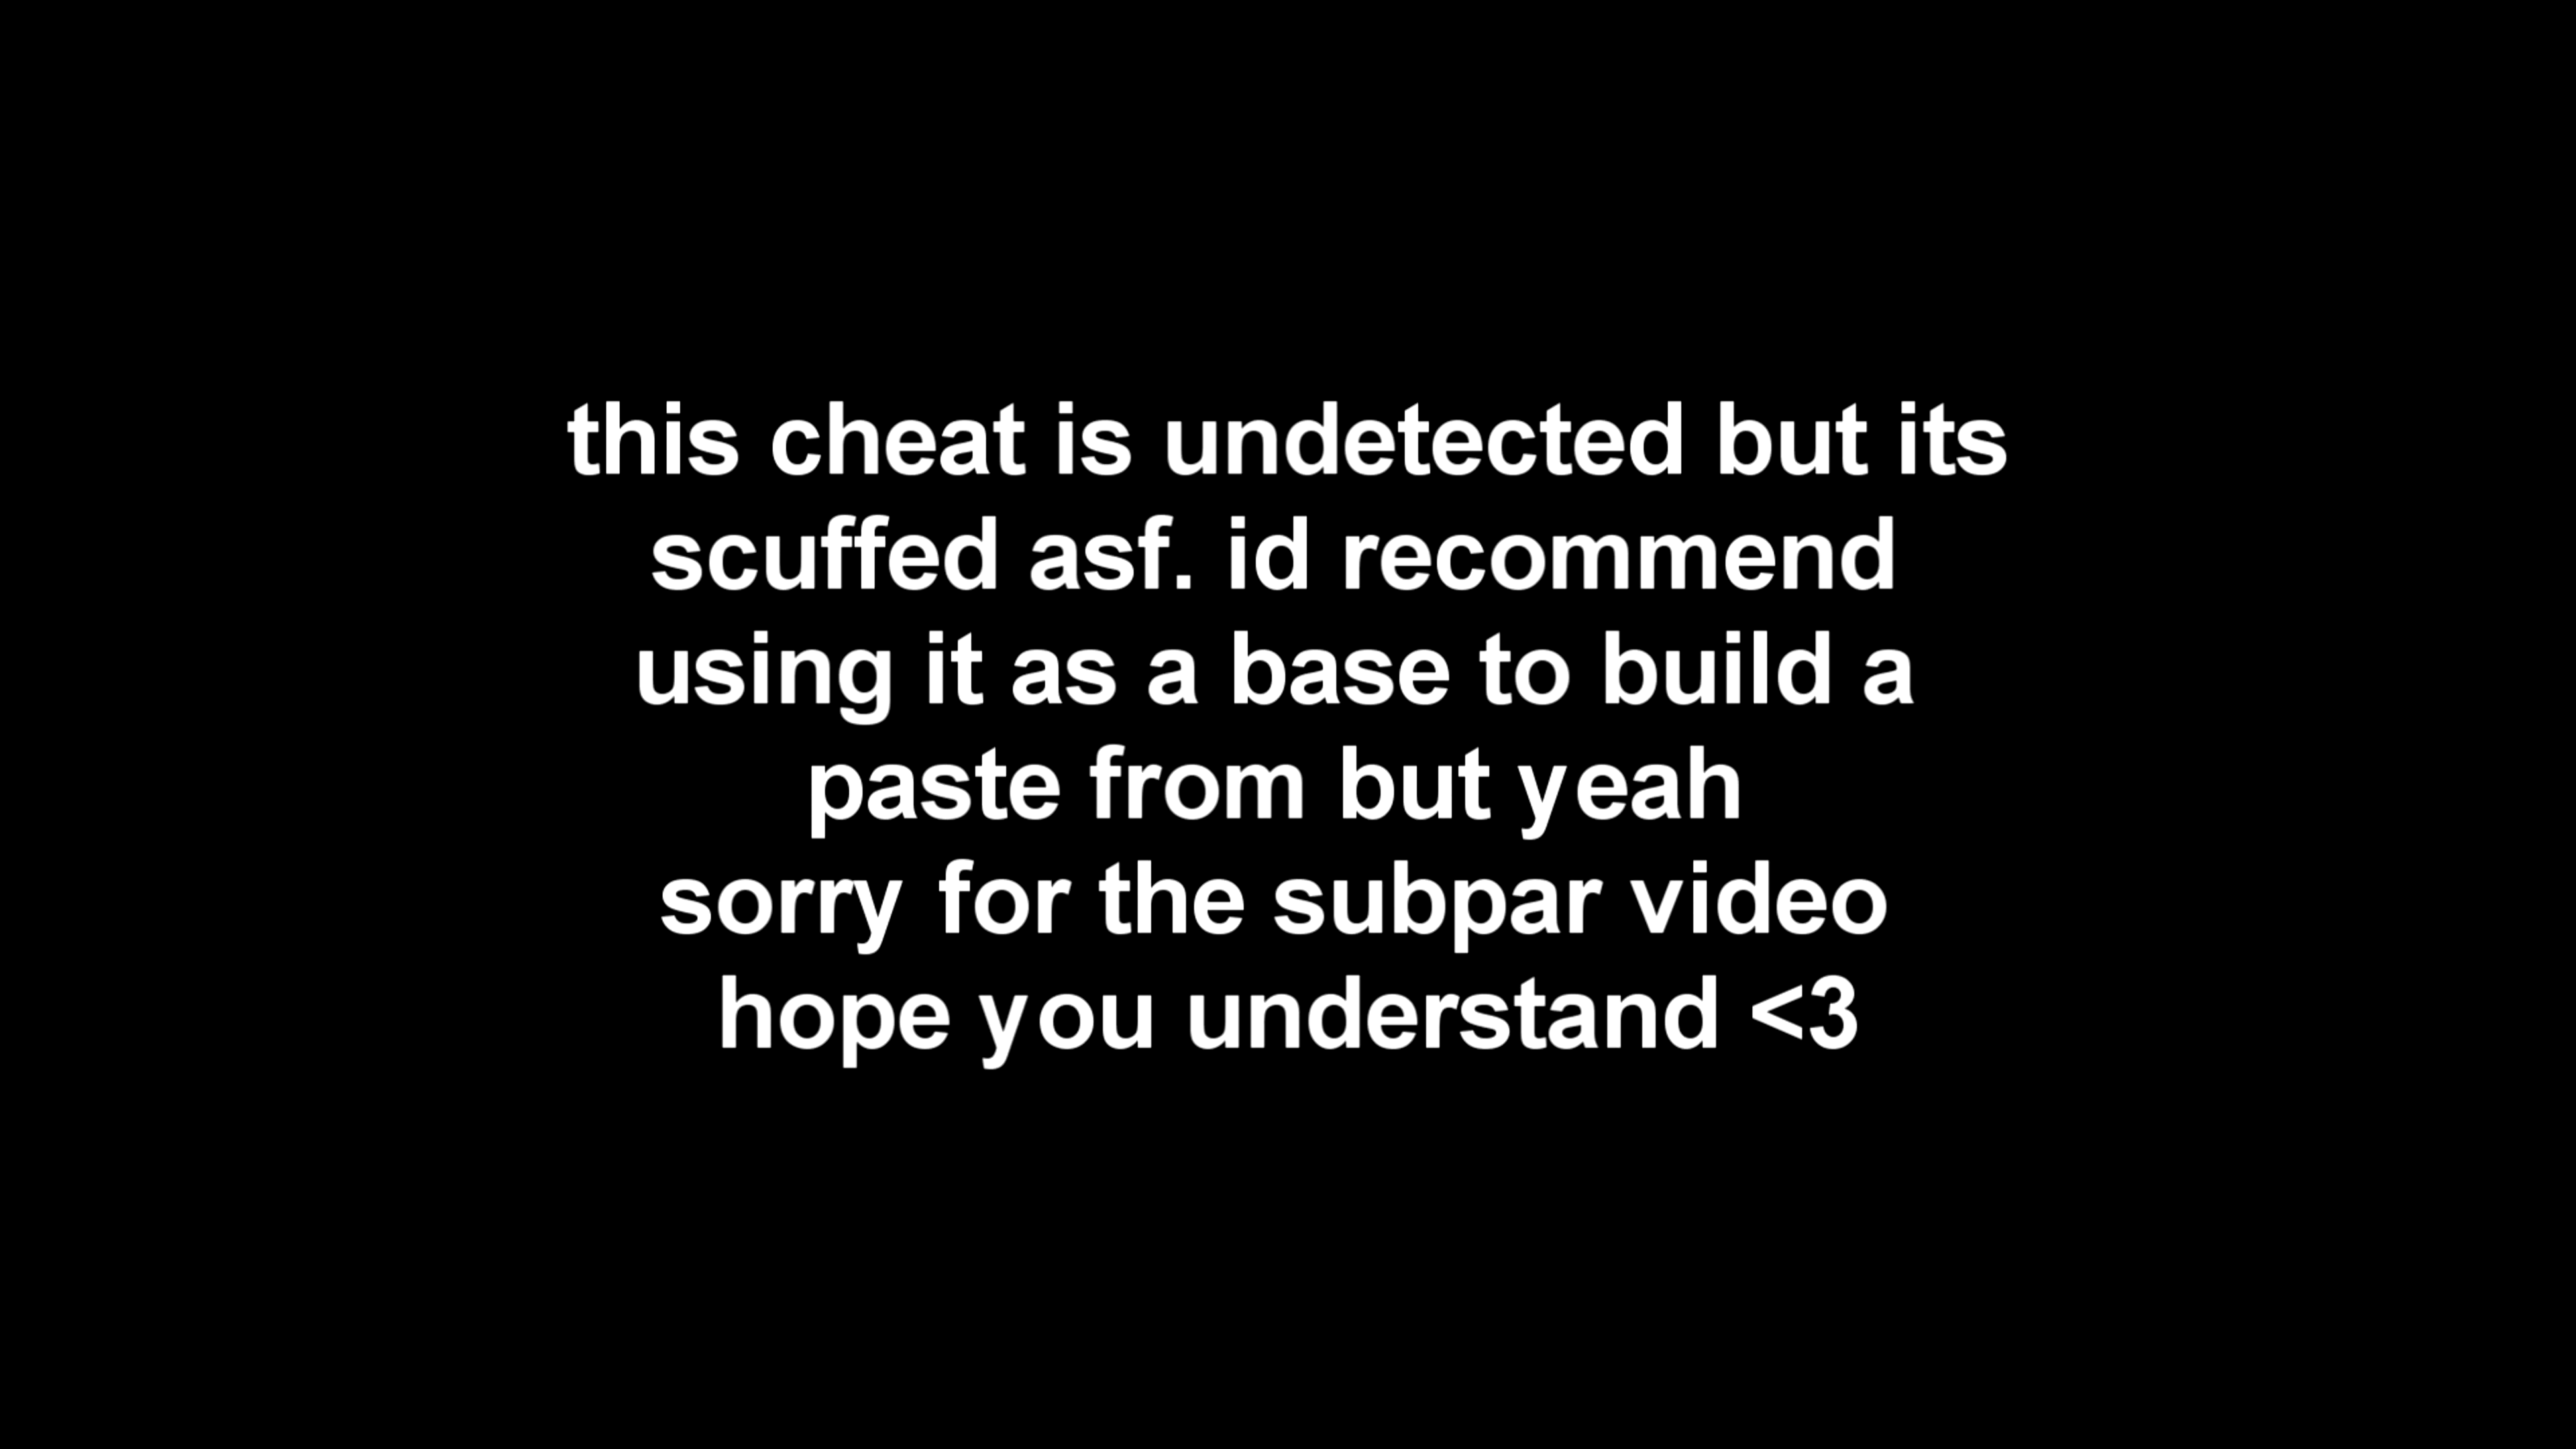 this cheat is undetected but its
scuffed asf. id recommend
using it as a base to build a
paste from but yeah
sorry for the subpar video
hope you understand <3